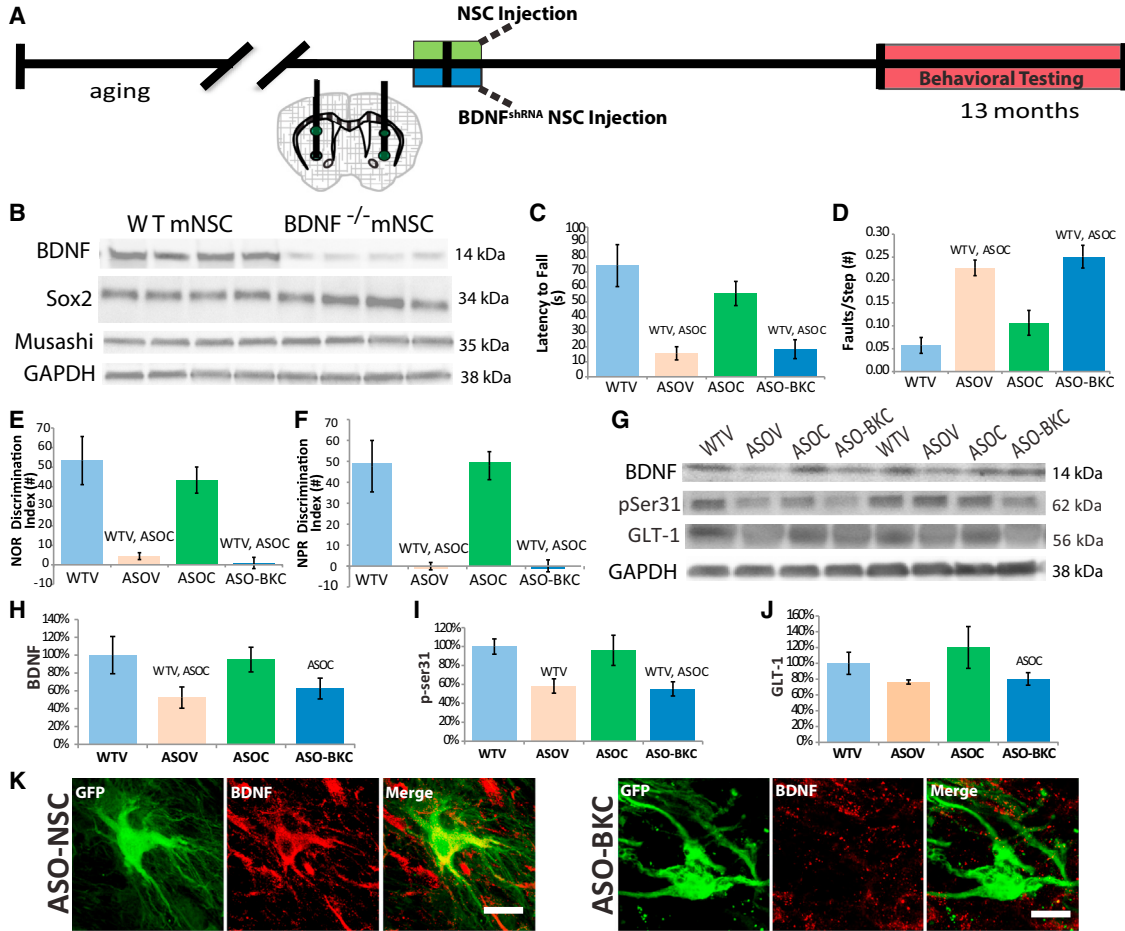 A
NSC Injection
aging
Behavioral Testing
BDNF^shRNA NSC Injection
13 months
B
WT mNSC
BDNF -/- mNSC
BDNF
14 kDa
Sox2
34 kDa
Musashi
35 kDa
GAPDH
38 kDa
C
Latency to Fall (s)
100
90
80
70
60
50
40
30
20
10
0
WTV, ASOC
WTV, ASOC
WTV
ASOV
ASOC
ASO-BKC
D
Faults/Step (#)
0.30
0.25
0.20
0.15
0.10
0.05
0.00
WTV, ASOC
WTV, ASOC
WTV
ASOV
ASOC
ASO-BKC
E
NOR Discrimination Index (#)
70
60
50
40
30
20
10
0
-10
WTV, ASOC
WTV, ASOC
WTV
ASOV
ASOC
ASO-BKC
F
NPR Discrimination Index (#)
70
60
50
40
30
20
10
0
-10
WTV, ASOC
WTV, ASOC
WTV
ASOV
ASOC
ASO-BKC
G
WTV
ASOV
ASOC
ASO-BKC
WTV
ASOV
ASOC
ASO-BKC
BDNF
14 kDa
pSer31
62 kDa
GLT-1
56 kDa
GAPDH
38 kDa
H
BDNF
140%
120%
100%
80%
60%
40%
20%
0%
WTV, ASOC
ASOC
WTV
ASOV
ASOC
ASO-BKC
I
p-ser31
120%
100%
80%
60%
40%
20%
0%
WTV
WTV, ASOC
WTV
ASOV
ASOC
ASO-BKC
J
GLT-1
160%
140%
120%
100%
80%
60%
40%
20%
0%
ASOC
WTV
ASOV
ASOC
ASO-BKC
K
ASO-NSC
GFP
BDNF
Merge
ASO-BKC
GFP
BDNF
Merge